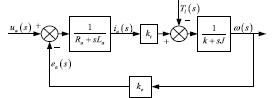 T_l(s)
u_a(s) + 1 / (R_a + sL_a) i_a(s) k_t + 1 / (k + sJ) ω(s)
− −
e_a(s)
k_e